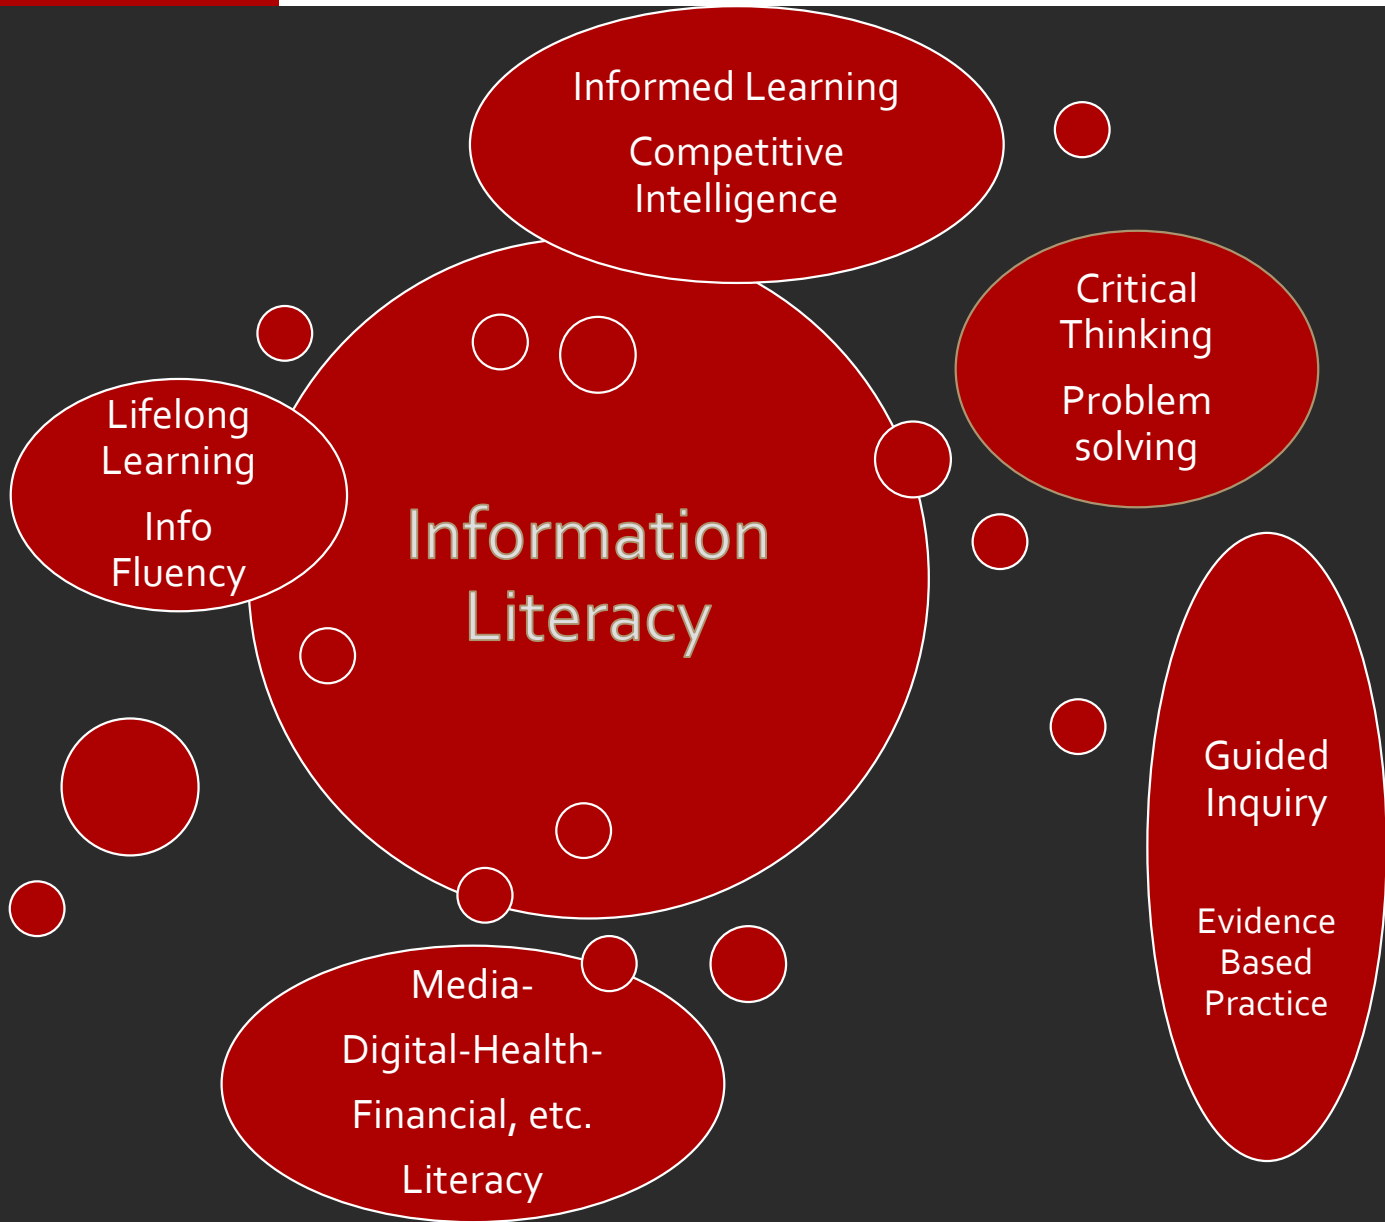 Informed Learning
Competitive
Intelligence
Critical
Thinking
Problem
solving
Lifelong
Learning
Info
Fluency
Information
Literacy
Guided
Inquiry
Evidence
Based
Practice
Media-
Digital-Health-
Financial, etc.
Literacy